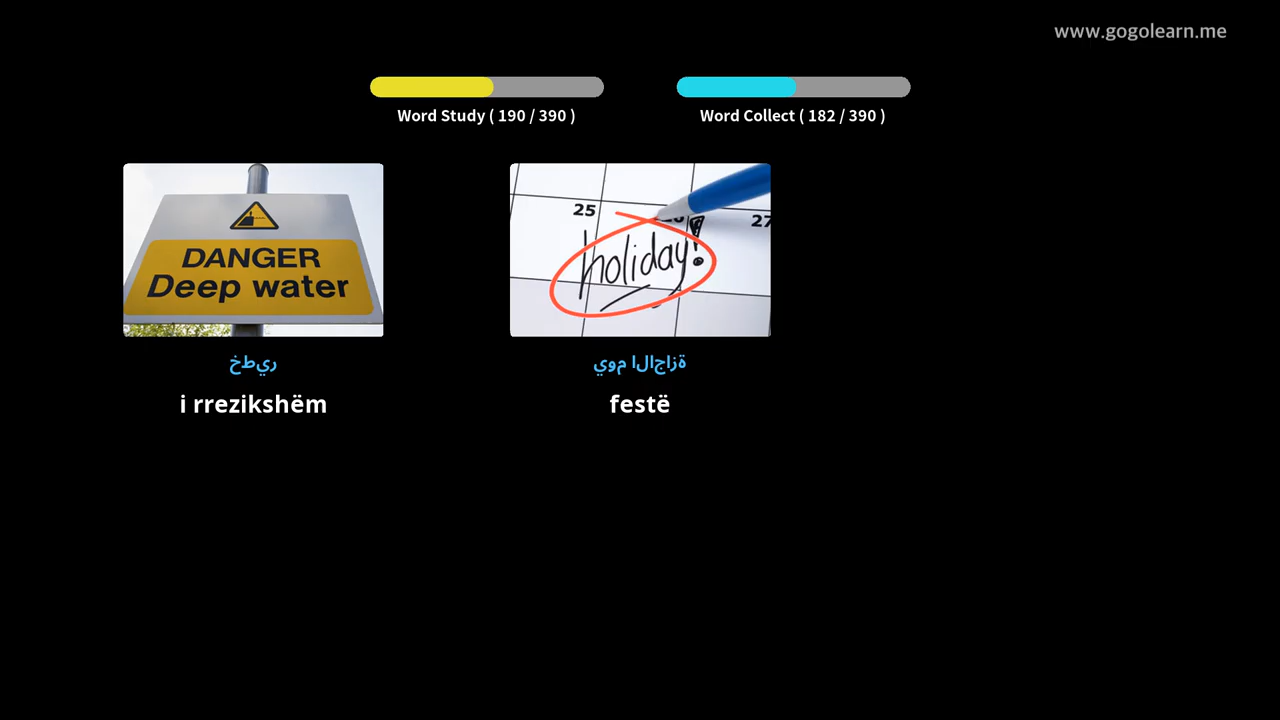 www.gogolearn.me
Word Study ( 190 / 390 )
Word Collect ( 182 / 390 )
DANGER
Deep water
25
27
holiday!
خطير
يوم الاجازة
i rrezikshëm
festë